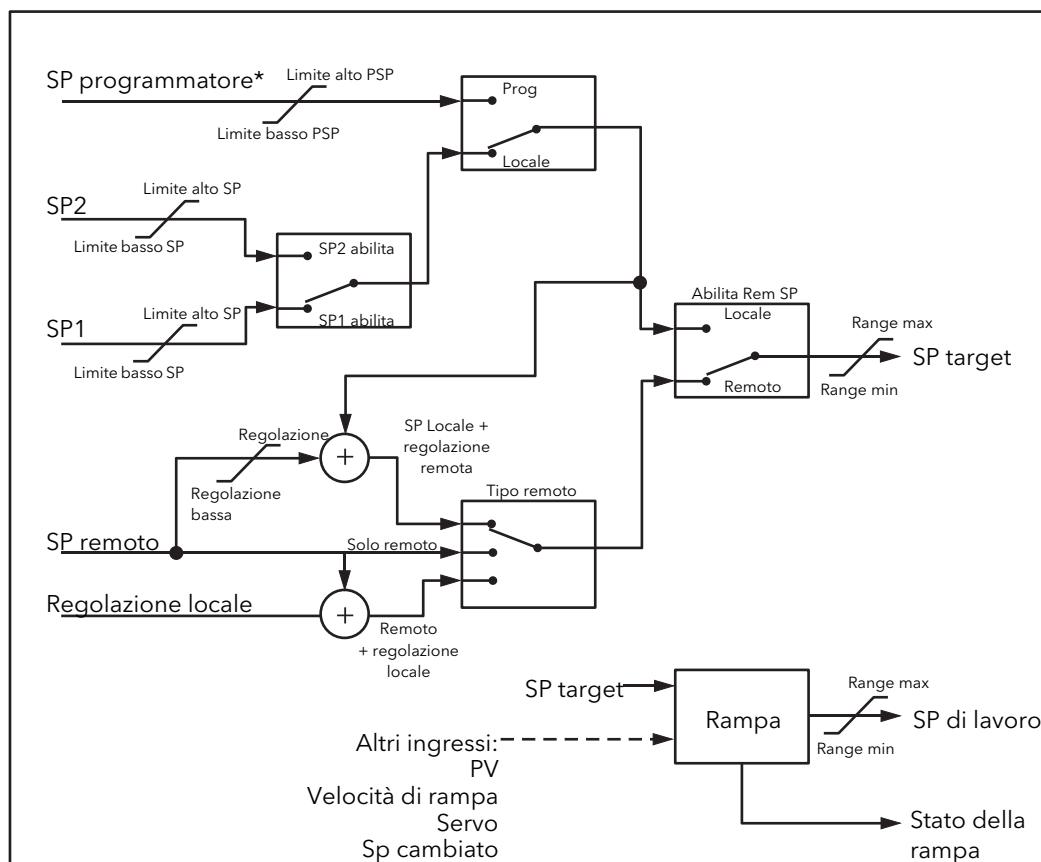 SP programmatore*
Limite alto PSP
Limite basso PSP
Prog
Locale
SP2
Limite alto SP
Limite basso SP
SP2 abilita
SP1 abilita
SP1
Limite alto SP
Limite basso SP
Abilita Rem SP
Locale
Remoto
Range max
Range min
SP target
Regolazione
Regolazione
bassa
+
SP Locale +
regolazione
remota
Tipo remoto
SP remoto
Solo remoto
Regolazione locale
+
Remoto
+ regolazione
locale
SP target
Rampa
Range max
Range min
SP di lavoro
Altri ingressi:
PV
Velocità di rampa
Servo
Sp cambiato
Stato della
rampa